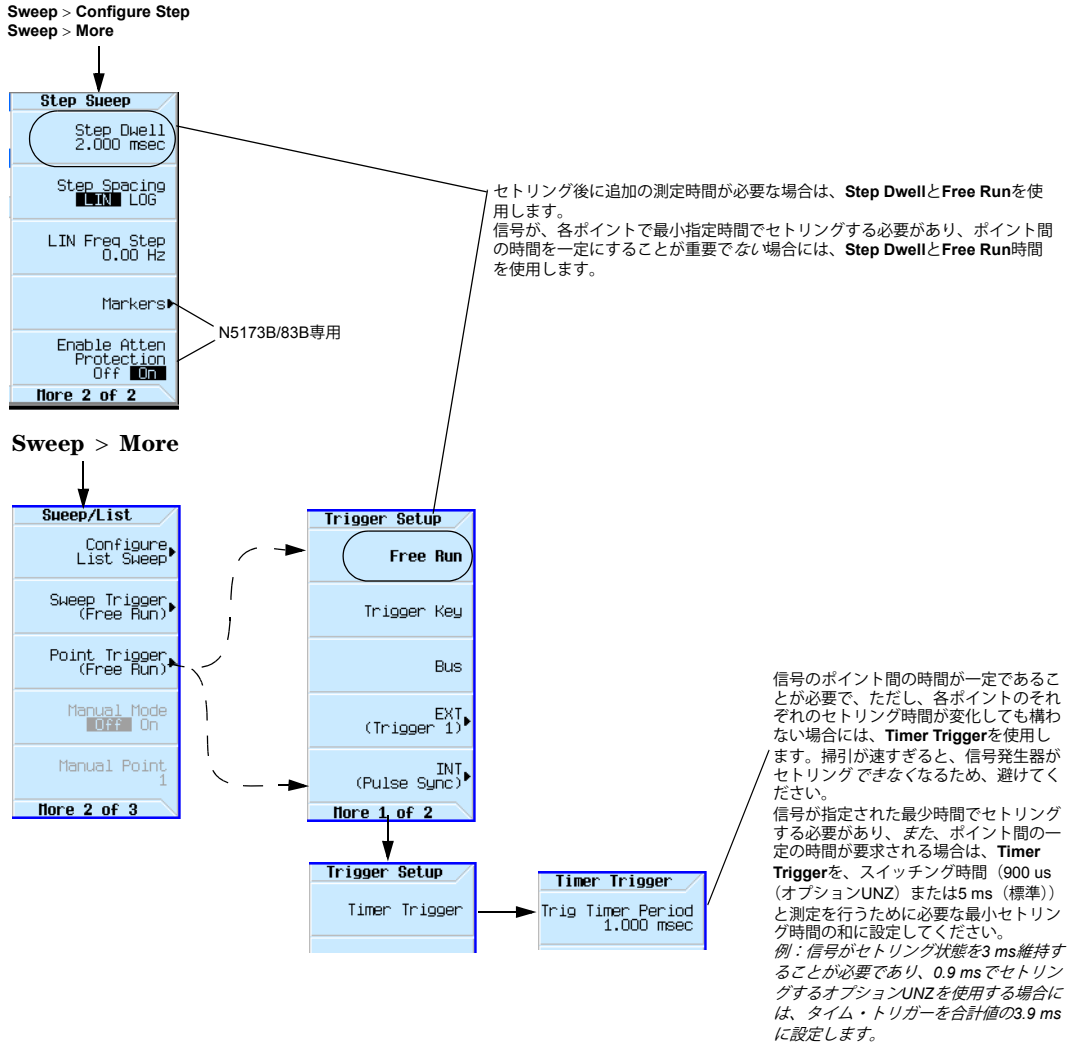 Sweep > Configure Step
Sweep > More
Step Sweep
Step Dwell
2.000 msec
Step Spacing
LIN LOG
LIN Freq Step
0.00 Hz
Markers
Enable Atten
Protection
Off On
More 2 of 2
セトリング後に追加の測定時間が必要な場合は、Step DwellとFree Runを使
用します。
信号が、各ポイントで最小指定時間でセトリングする必要があり、ポイント間
の時間を一定にすることが重要でない場合には、Step DwellとFree Run時間
を使用します。
N5173B/83B専用
Sweep > More
Sweep/List
Configure
List Sweep
Sweep Trigger
(Free Run)
Point Trigger
(Free Run)
Manual Mode
Off On
Manual Point
1
More 2 of 3
Trigger Setup
Free Run
Trigger Key
Bus
EXT
(Trigger 1)
INT
(Pulse Sync)
More 1 of 2
Trigger Setup
Timer Trigger
Timer Trigger
Trig Timer Period
1.000 msec
信号のポイント間の時間が一定であるこ
とが必要で、ただし、各ポイントのそれ
ぞれのセトリング時間が変化しても構わ
ない場合には、Timer Triggerを使用し
ます。掃引が速すぎると、信号発生器が
セトリングできなくなるため、避けてく
ださい。
信号が指定された最少時間でセトリング
する必要があり、また、ポイント間の一
定の時間が要求される場合は、Timer
Triggerを、スイッチング時間（900 us
（オプションUNZ）または5 ms（標準））
と測定を行うために必要な最小セトリン
グ時間の和に設定してください。
例：信号がセトリング状態を3 ms維持す
ることが必要であり、0.9 msでセトリン
グするオプションUNZを使用する場合に
は、タイム・トリガーを合計値の3.9 ms
に設定します。